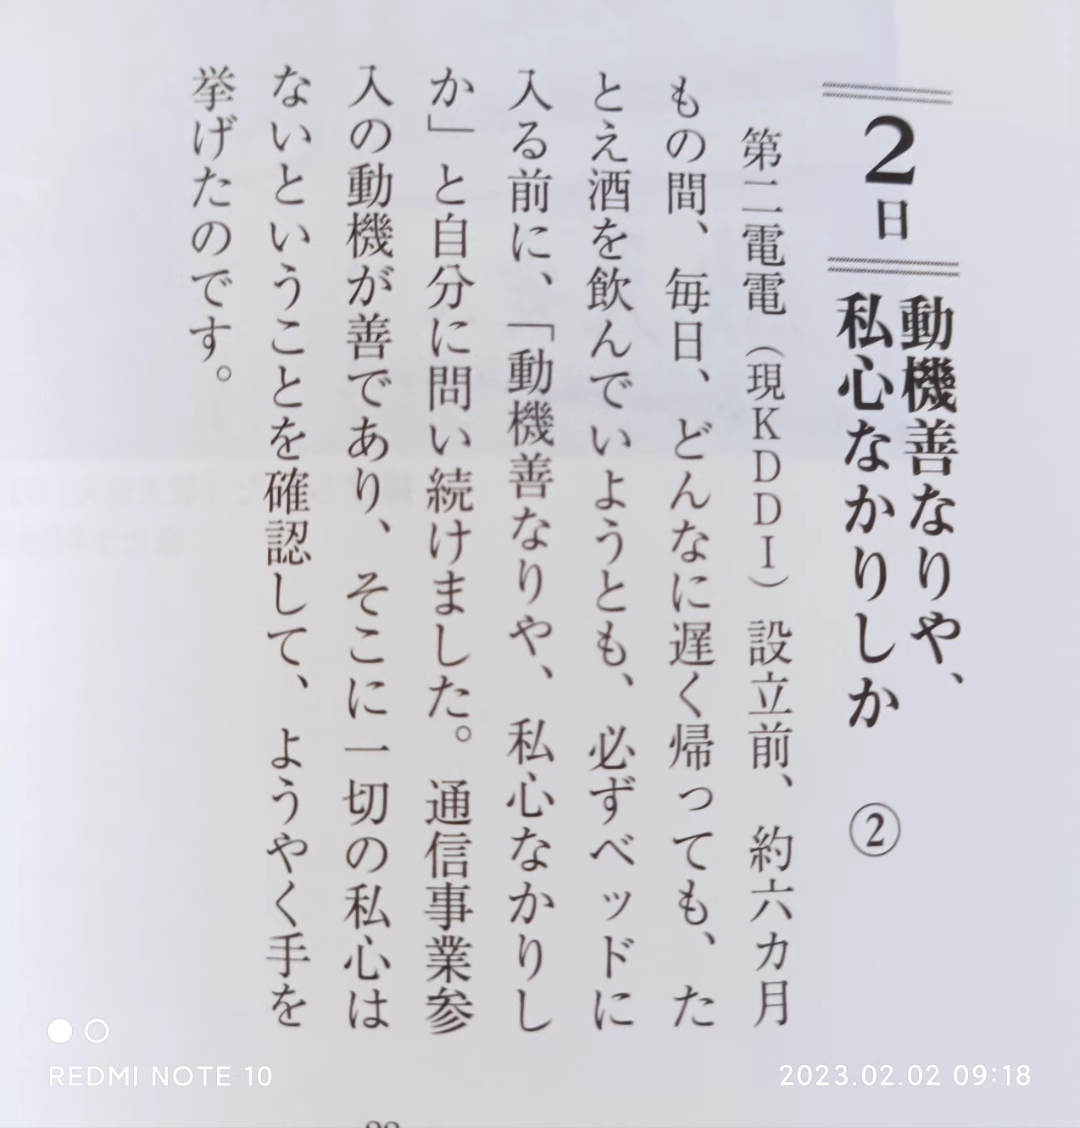 2日
動機善なりや、
私心なかりしか ②
第二電電（現KDDI）設立前、約六カ月
もの間、毎日、どんなに遅く帰っても、た
とえ酒を飲んでいようとも、必ずベッドに
入る前に、「動機善なりや、私心なかりし
か」と自分に問い続けました。通信事業参
入の動機が善であり、そこに一切の私心は
ないということを確認して、ようやく手を
挙げたのです。
REDMI NOTE 10
2023.02.02 09:18